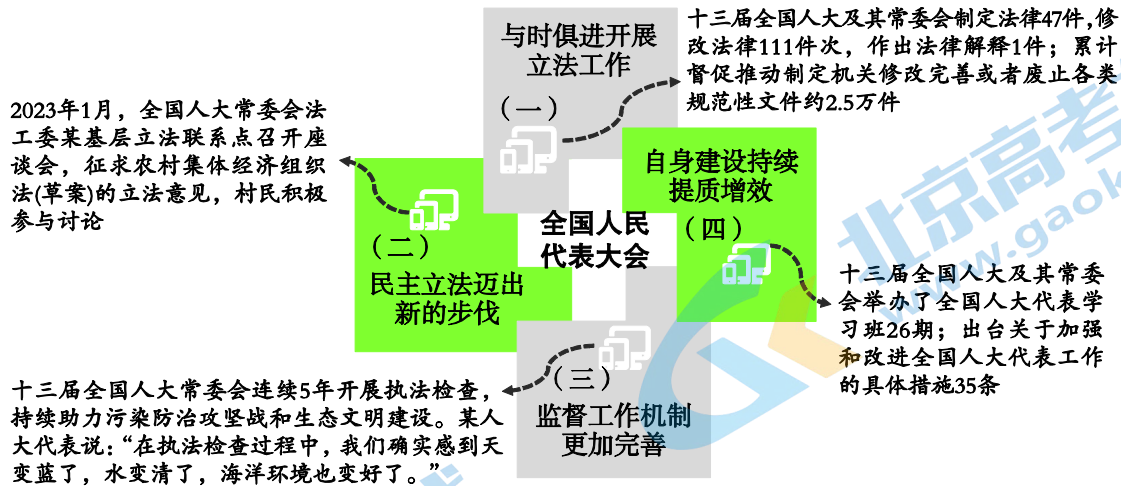 与时俱进开展
立法工作
（一）
十三届全国人大及其常委会制定法律47件,修
改法律111件次，作出法律解释1件；累计
督促推动制定机关修改完善或者废止各类
规范性文件约2.5万件
2023年1月，全国人大常委会法
工委某基层立法联系点召开座
谈会，征求农村集体经济组织
法(草案)的立法意见，村民积极
参与讨论
（二）
民主立法迈出
新的步伐
全国人民
代表大会
自身建设持续
提质增效
（四）
十三届全国人大及其常委
会举办了全国人大代表学
习班26期；出台关于加强
和改进全国人大代表工作
的具体措施35条
十三届全国人大常委会连续5年开展执法检查，
持续助力污染防治攻坚战和生态文明建设。某人
大代表说：“在执法检查过程中，我们确实感到天
变蓝了，水变清了，海洋环境也变好了。”
（三）
监督工作机制
更加完善
北京高考
www.gaok